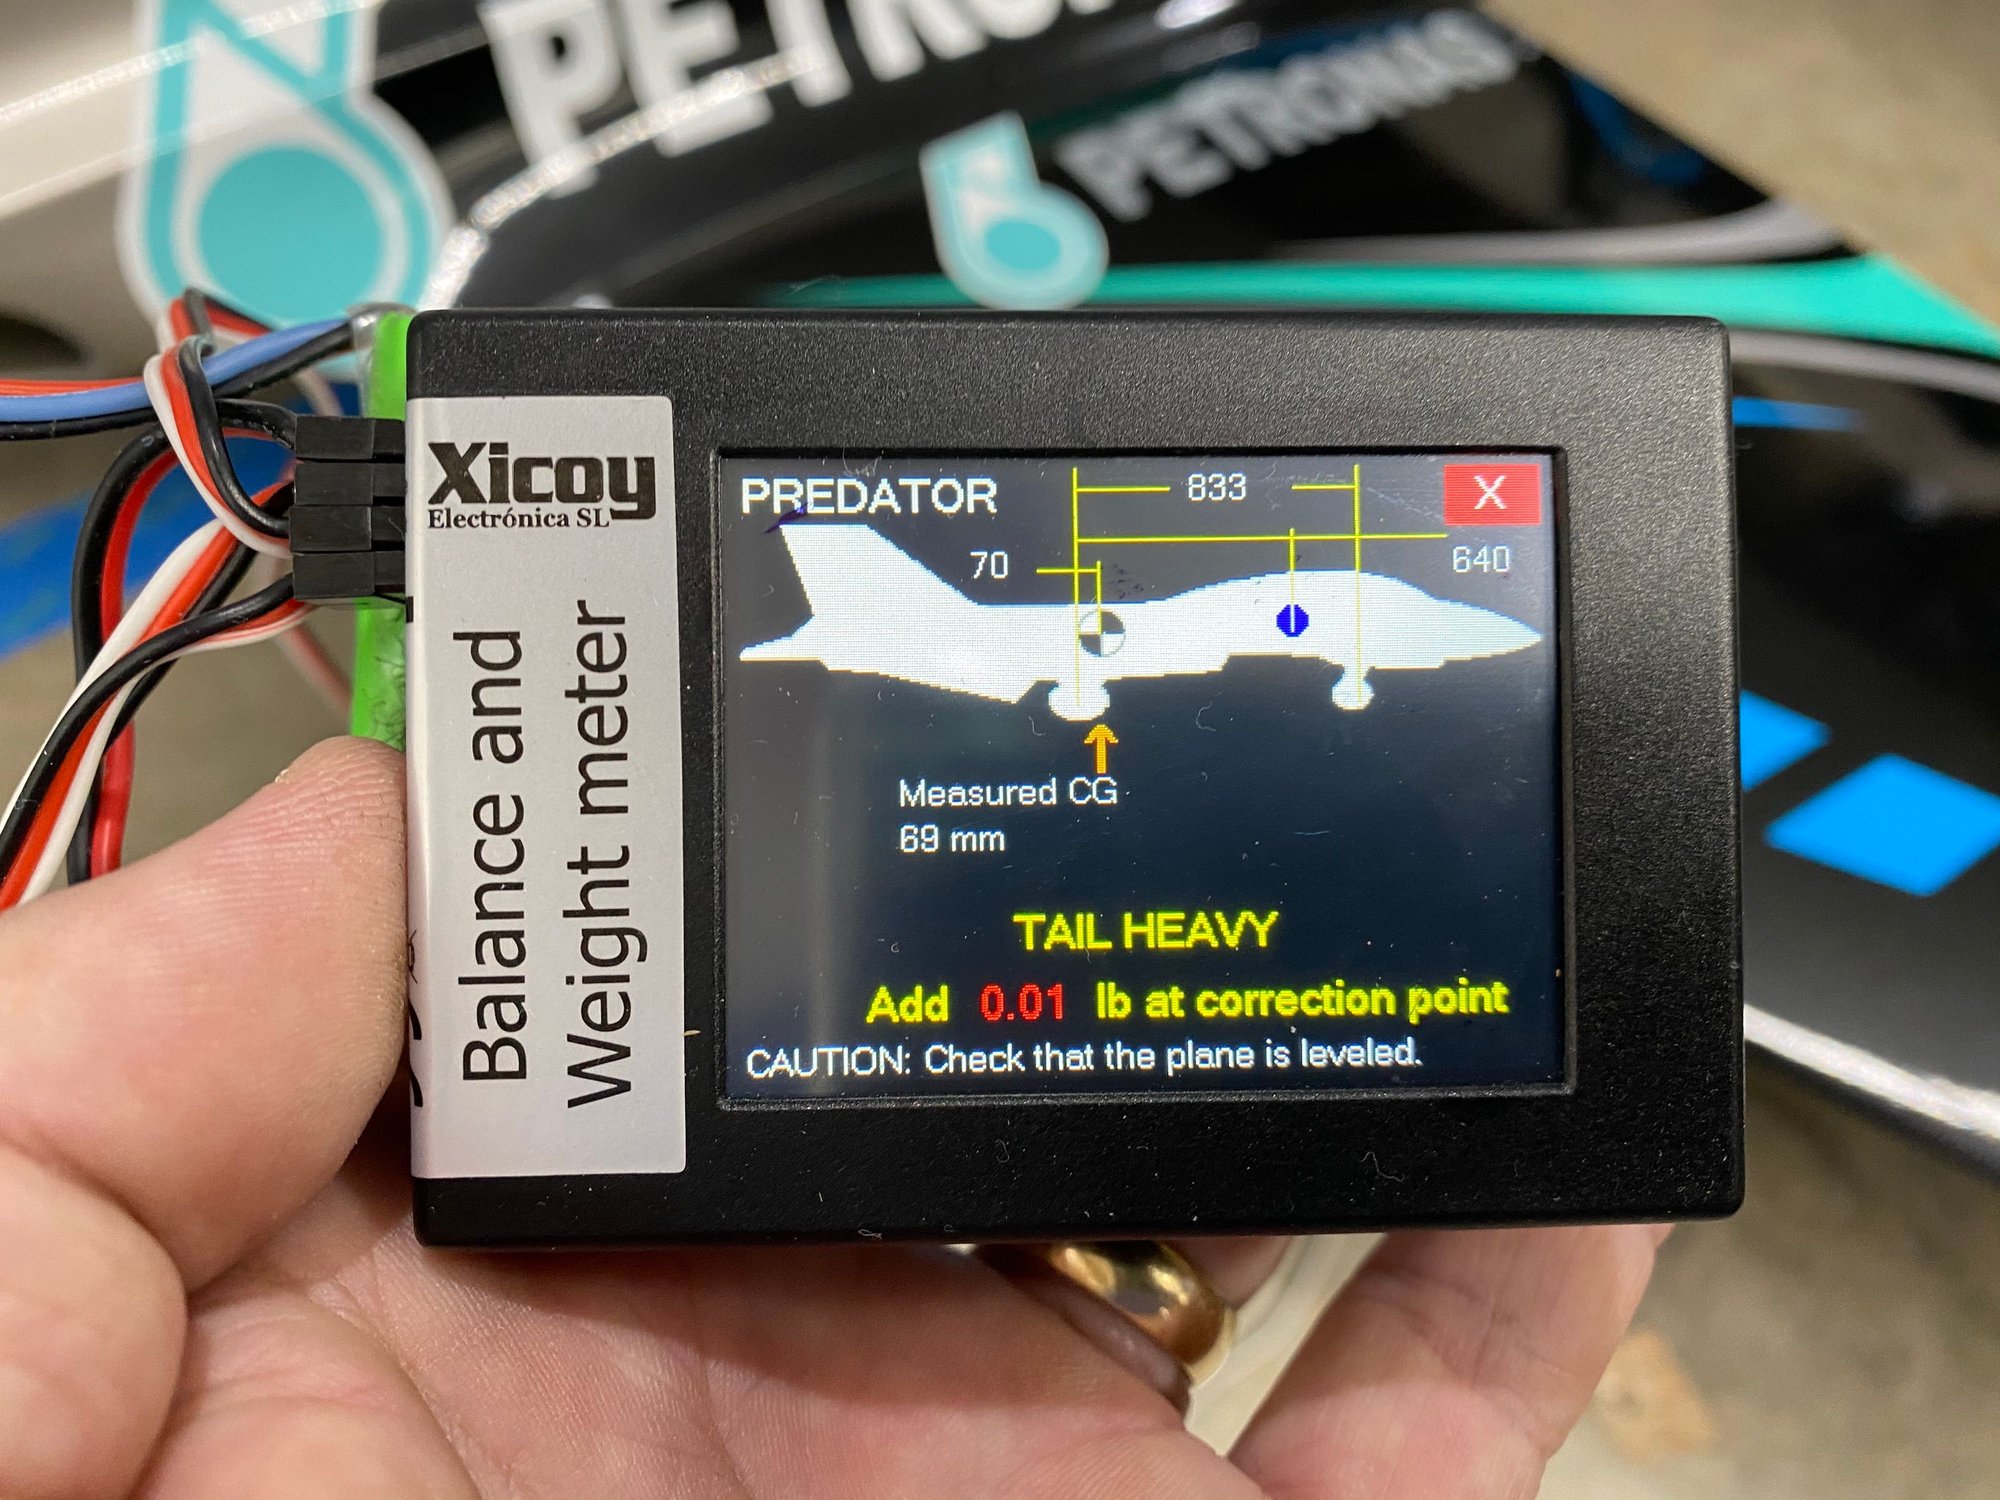 PETRO
PETRONAS
Xicoy
Electrónica SL
Balance and
Weight meter
PREDATOR
833
X
70
640
Measured CG
69 mm
TAIL HEAVY
Add 0.01 lb at correction point
CAUTION: Check that the plane is leveled.